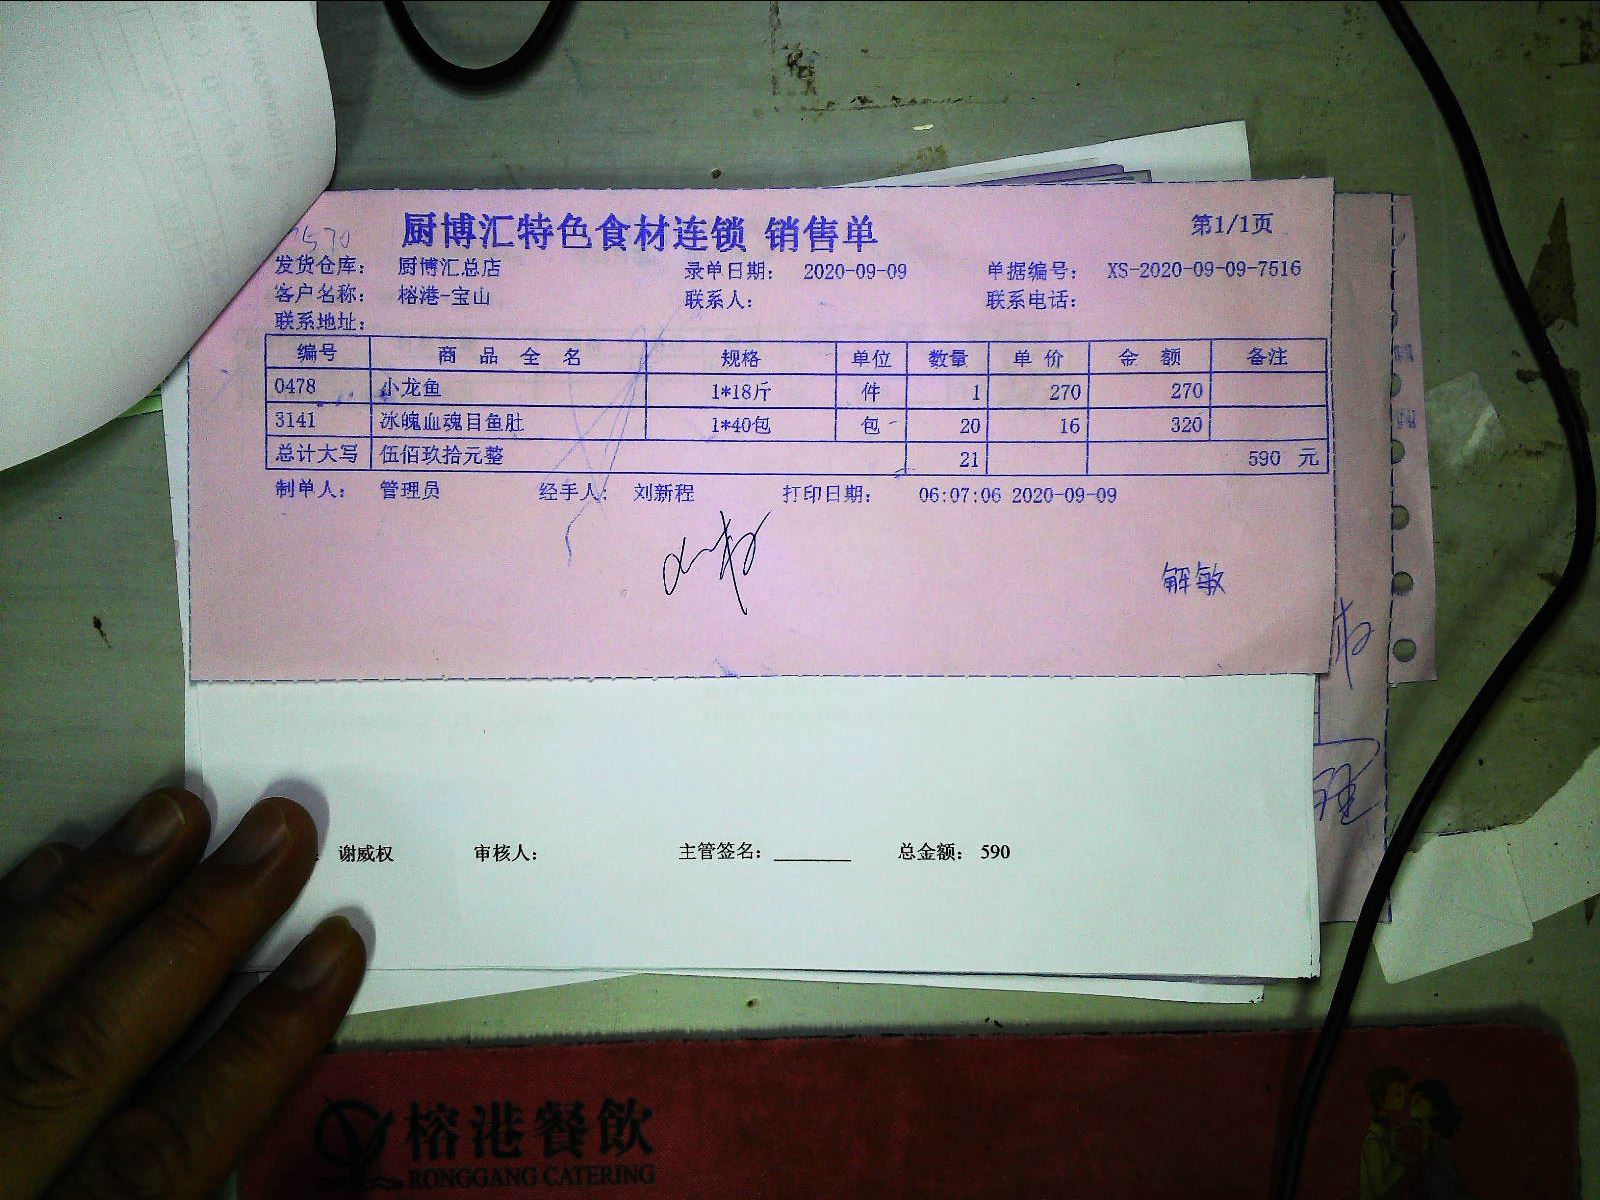 厨博汇特色食材连锁 销售单
第1/1页
发货仓库： 厨博汇总店 录单日期： 2020-09-09 单据编号： XS-2020-09-09-7516
客户名称： 榕港-宝山 联系人： 联系电话：
联系地址：
编号 商品全名 规格 单位 数量 单价 金额 备注
0478 小龙鱼 1*18斤 件 1 270 270
3141 冰魄血魂目鱼肚 1*40包 包 20 16 320
总计大写 伍佰玖拾元整 21 590 元
制单人： 管理员 经手人： 刘新程 打印日期： 06:07:06 2020-09-09
解敏
谢威权 审核人： 主管签名：_______ 总金额： 590
榕港餐飲
RONGGANG CATERING